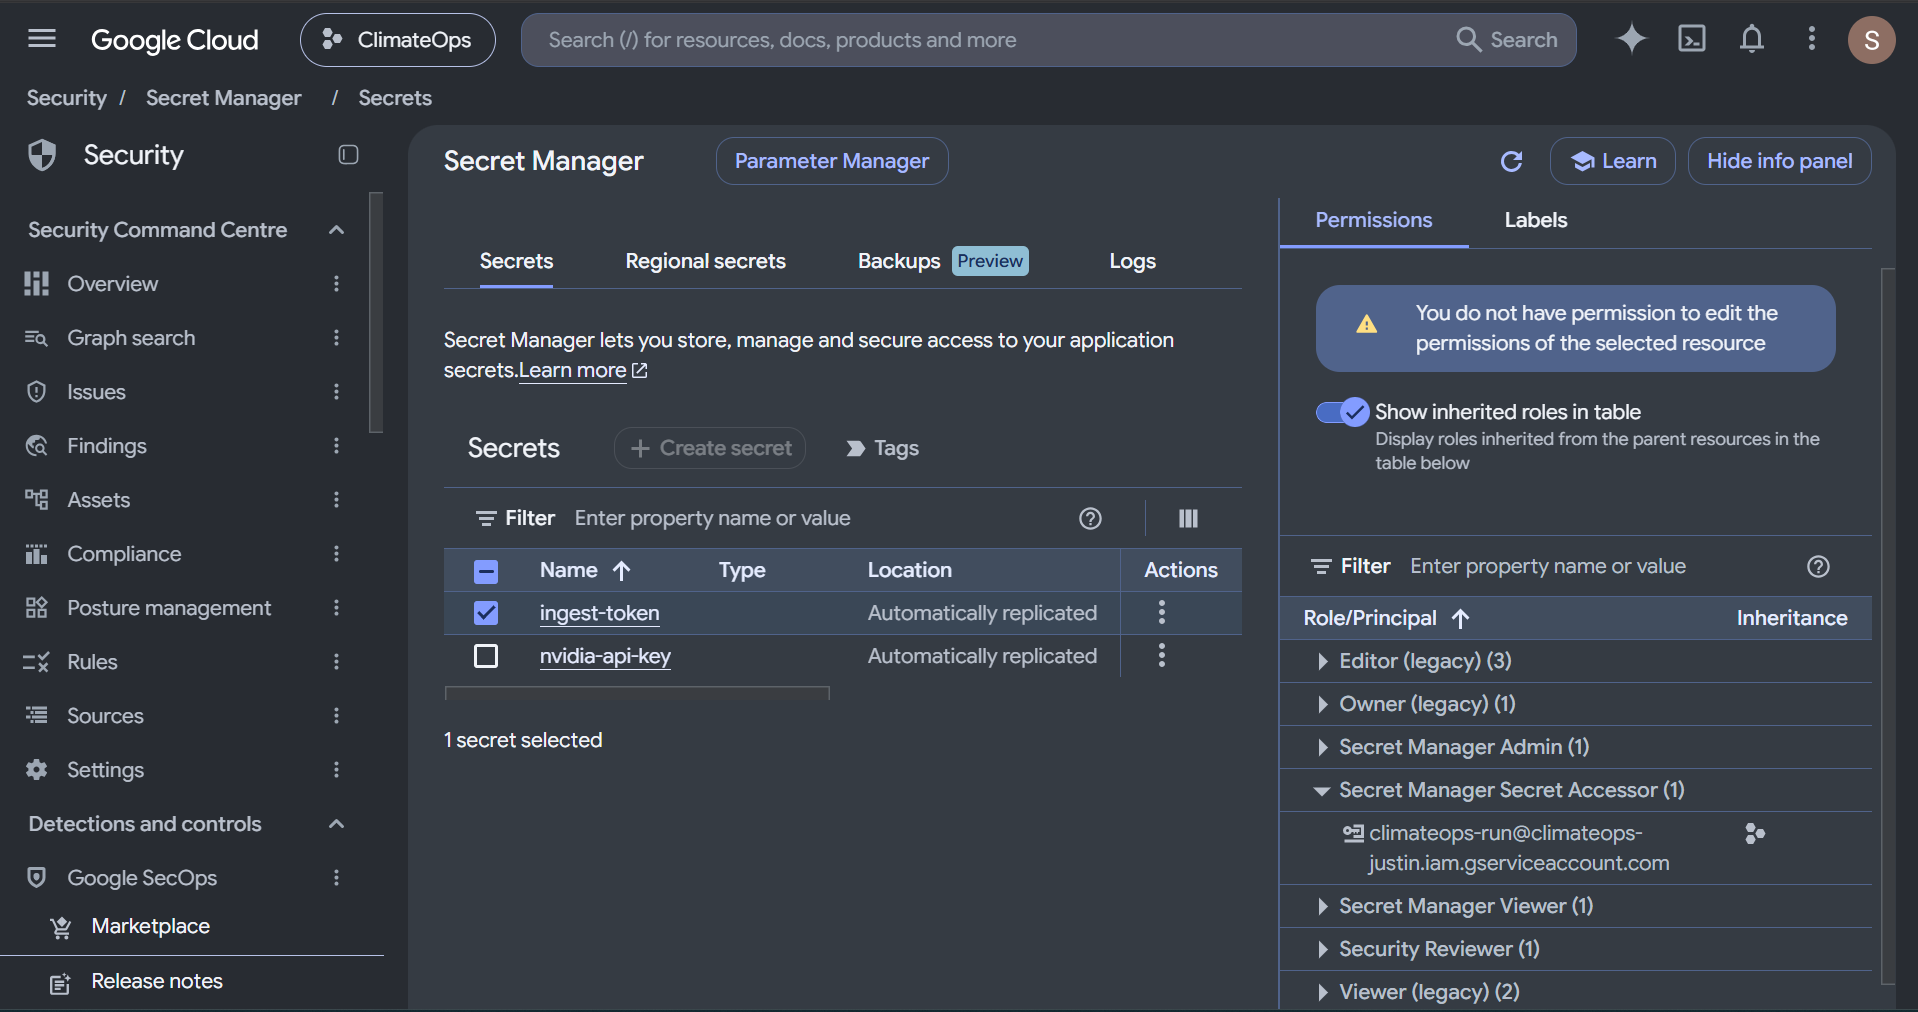 Google Cloud
ClimateOps
Search (/) for resources, docs, products and more
Search
S
Security / Secret Manager / Secrets
Security
Security Command Centre
Overview
Graph search
Issues
Findings
Assets
Compliance
Posture management
Rules
Sources
Settings
Detections and controls
Google SecOps
Marketplace
Release notes
Secret Manager
Parameter Manager
Learn
Hide info panel
Secrets
Regional secrets
Backups Preview
Logs
Secret Manager lets you store, manage and secure access to your application
secrets.Learn more
Secrets
+ Create secret
Tags
Filter Enter property name or value
Name Type Location Actions
ingest-token Automatically replicated
nvidia-api-key Automatically replicated
1 secret selected
Permissions
Labels
You do not have permission to edit the
permissions of the selected resource
Show inherited roles in table
Display roles inherited from the parent resources in the
table below
Filter Enter property name or value
Role/Principal Inheritance
Editor (legacy) (3)
Owner (legacy) (1)
Secret Manager Admin (1)
Secret Manager Secret Accessor (1)
climateops-run@climateops-
justin.iam.gserviceaccount.com
Secret Manager Viewer (1)
Security Reviewer (1)
Viewer (legacy) (2)